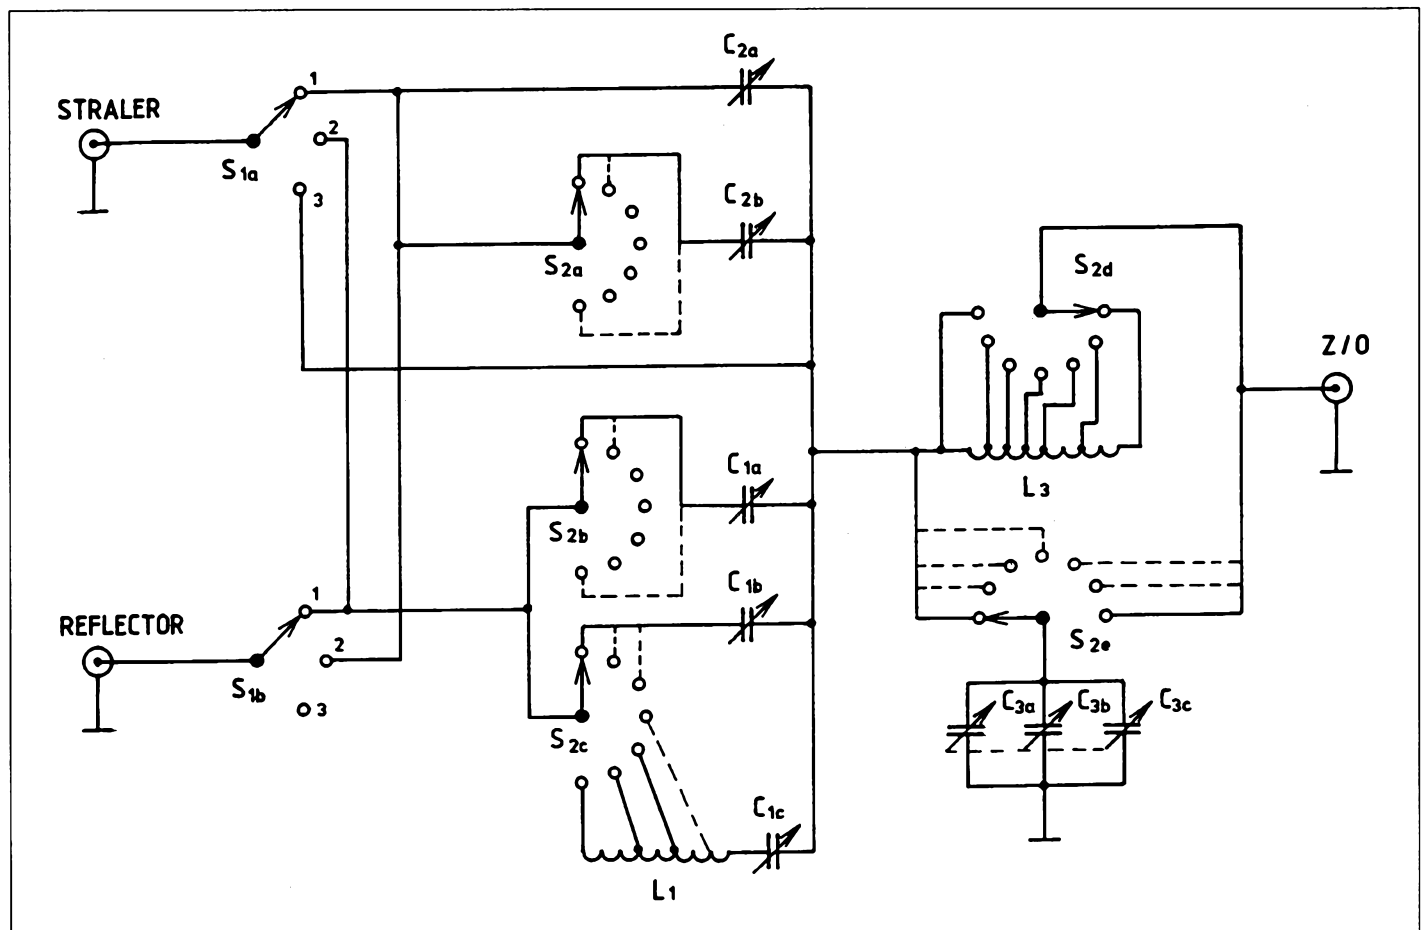 C2a
1
STRALER
2
S1a
3
C2b
S2a
S2d
Z/O
L3
C1a
S2b
C1b
1
REFLECTOR
2
S1b
3
S2e
S2c
C3a
C3b
C3c
C1c
L1